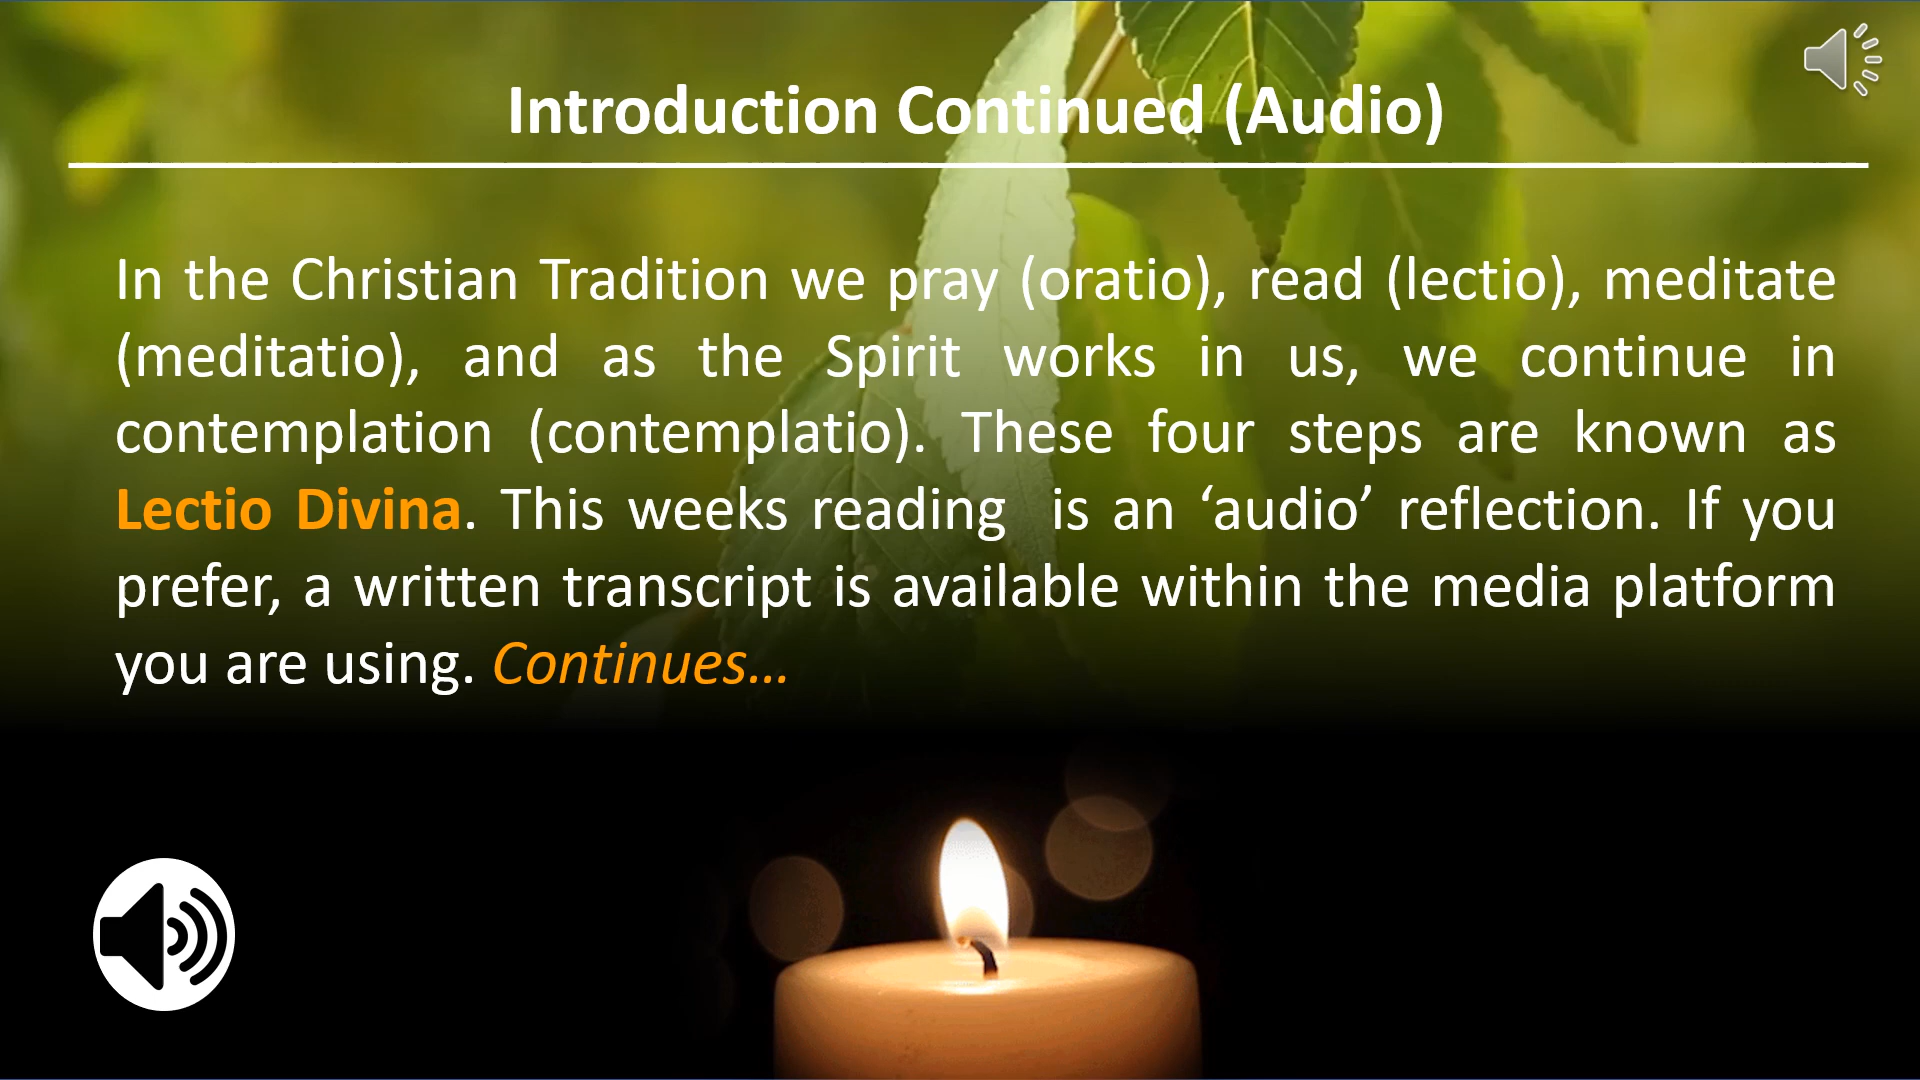 Introduction Continued (Audio)
In the Christian Tradition we pray (oratio), read (lectio), meditate
(meditatio), and as the Spirit works in us, we continue in
contemplation (contemplatio). These four steps are known as
Lectio Divina. This weeks reading  is an ‘audio’ reflection. If you
prefer, a written transcript is available within the media platform
you are using. Continues…